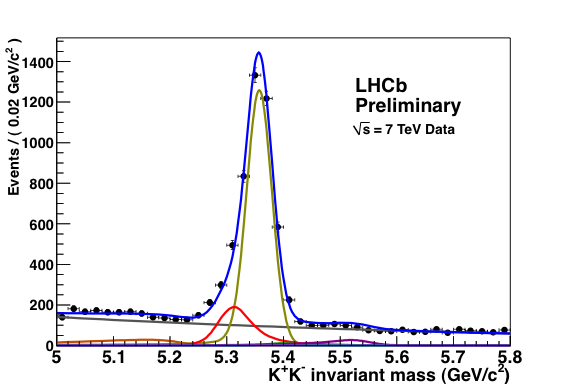 Events / ( 0.02 GeV/c² )
1400
1200
1000
800
600
400
200
0
LHCb
Preliminary
√s = 7 TeV Data
5 5.1 5.2 5.3 5.4 5.5 5.6 5.7 5.8
K⁺K⁻ invariant mass (GeV/c²)